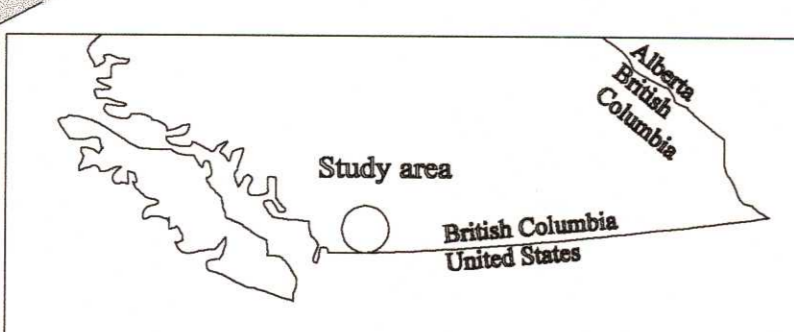 Alberta
British
Columbia
Study area
British Columbia
United States